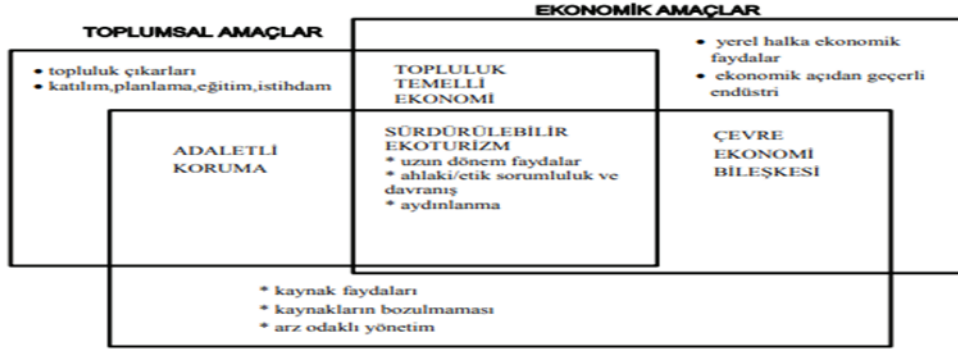 EKONOMİK AMAÇLAR
TOPLUMSAL AMAÇLAR
• topluluk çıkarları
• katılım,planlama,eğitim,istihdam
TOPLULUK
TEMELLİ
EKONOMİ
• yerel halka ekonomik
faydalar
• ekonomik açıdan geçerli
endüstri
ADALETLİ
KORUMA
SÜRDÜRÜLEBİLİR
EKOTURİZM
* uzun dönem faydalar
* ahlaki/etik sorumluluk ve
davranış
* aydınlanma
ÇEVRE
EKONOMİ
BİLEŞKESİ
* kaynak faydaları
* kaynakların bozulmaması
* arz odaklı yönetim